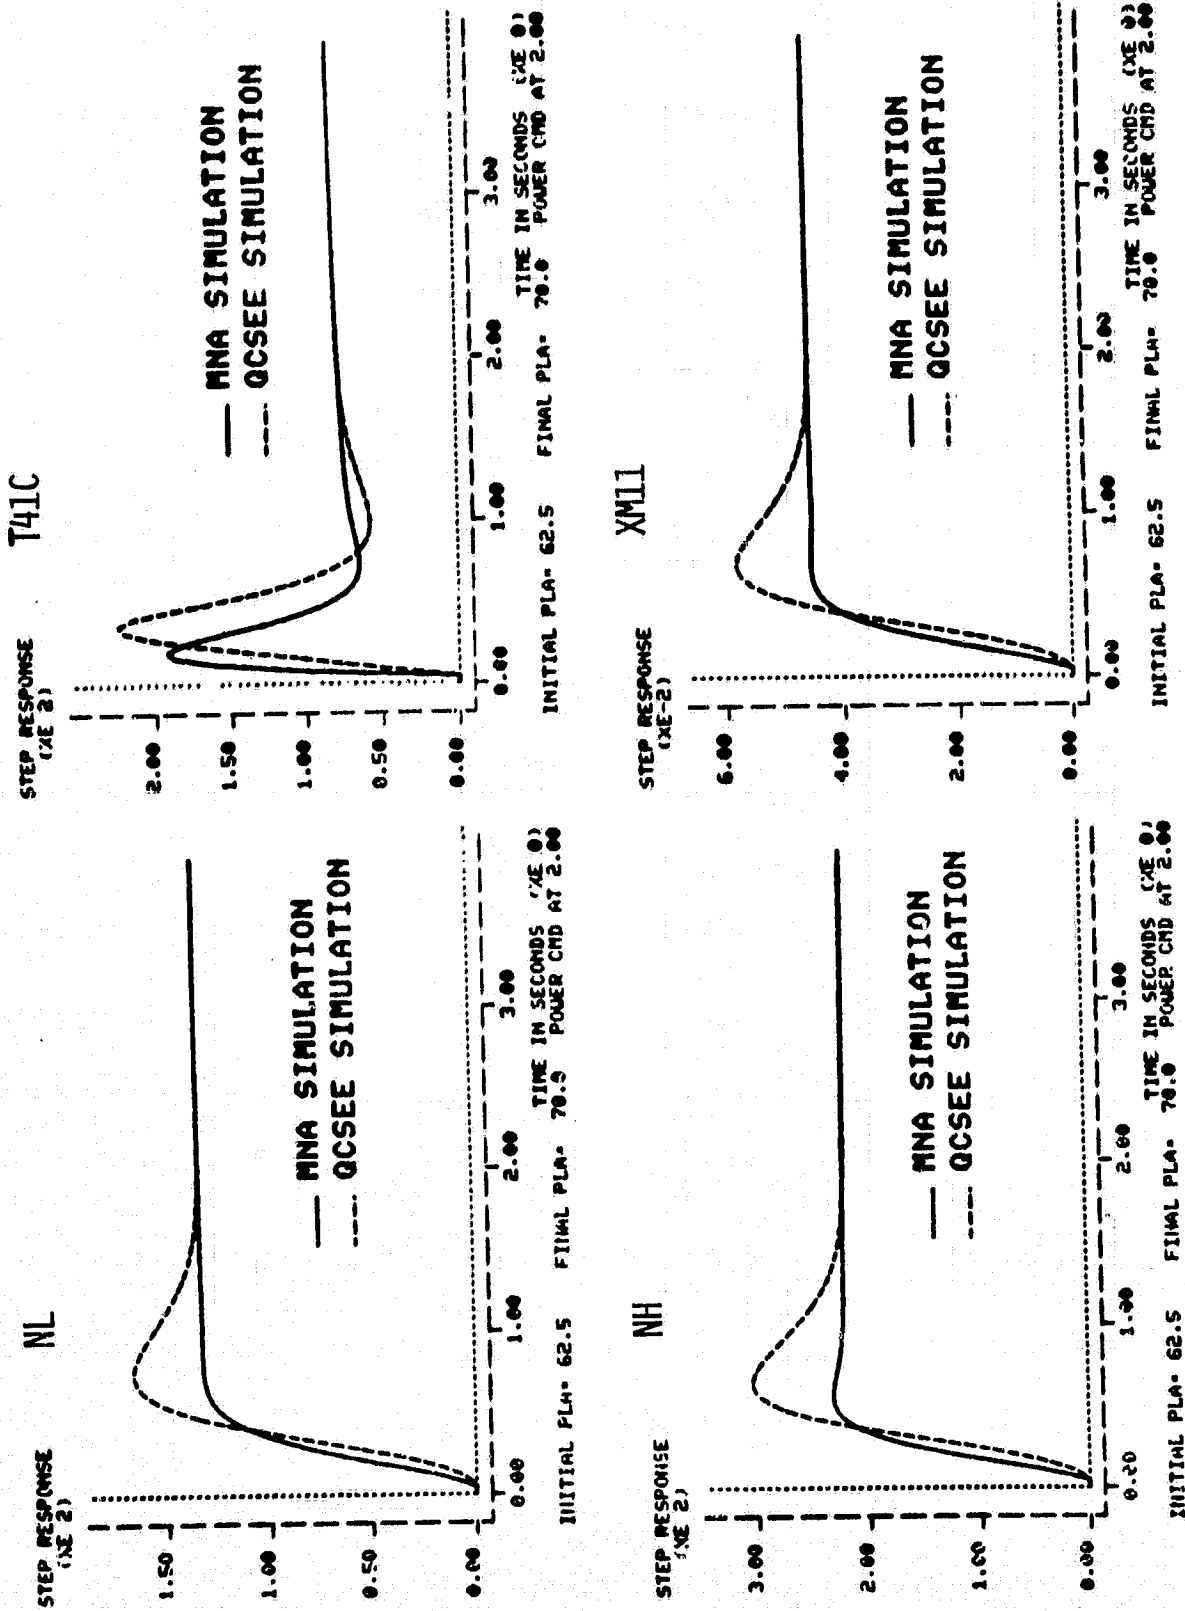 NL
STEP RESPONSE
(XE 2)
1.50
1.00
0.50
0.00
MNA SIMULATION
QCSEE SIMULATION
0.00
1.00
2.00
3.00
TIME IN SECONDS (XE 0)
INITIAL PLA= 62.5 FINAL PLA= 70.0 POWER CMD AT 2.00
T41C
STEP RESPONSE
(XE 2)
2.00
1.50
1.00
0.50
0.00
MNA SIMULATION
QCSEE SIMULATION
0.00
1.00
2.00
3.00
TIME IN SECONDS (XE 0)
INITIAL PLA= 62.5 FINAL PLA= 70.0 POWER CMD AT 2.00
NH
STEP RESPONSE
(XE 2)
3.00
2.00
1.00
0.00
MNA SIMULATION
QCSEE SIMULATION
0.00
1.00
2.00
3.00
TIME IN SECONDS (XE 0)
INITIAL PLA= 62.5 FINAL PLA= 70.0 POWER CMD AT 2.00
XM11
STEP RESPONSE
(XE-2)
6.00
4.00
2.00
0.00
MNA SIMULATION
QCSEE SIMULATION
0.00
1.00
2.00
3.00
TIME IN SECONDS (XE 0)
INITIAL PLA= 62.5 FINAL PLA= 70.0 POWER CMD AT 2.00